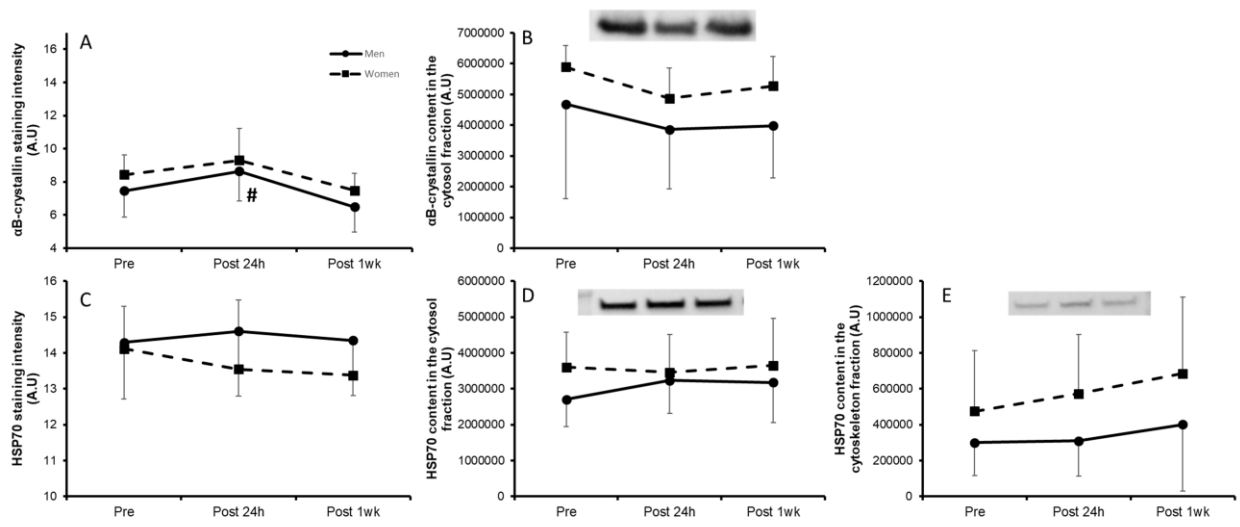 A
Men
Women
αB-crystallin staining intensity
(A.U)
16
14
12
10
8
6
4
#
Pre
Post 24h
Post 1wk
B
αB-crystallin content in the
cytosol fraction (A.U)
7000000
6000000
5000000
4000000
3000000
2000000
1000000
0
Pre
Post 24h
Post 1wk
C
HSP70 staining intensity
(A.U)
16
15
14
13
12
11
10
Pre
Post 24h
Post 1wk
D
HSP70 content in the cytosol
fraction (A.U)
6000000
5000000
4000000
3000000
2000000
1000000
0
Pre
Post 24h
Post 1wk
E
HSP70 content in the
cytoskeleton fraction (A.U)
1200000
1000000
800000
600000
400000
200000
0
Pre
Post 24h
Post 1wk